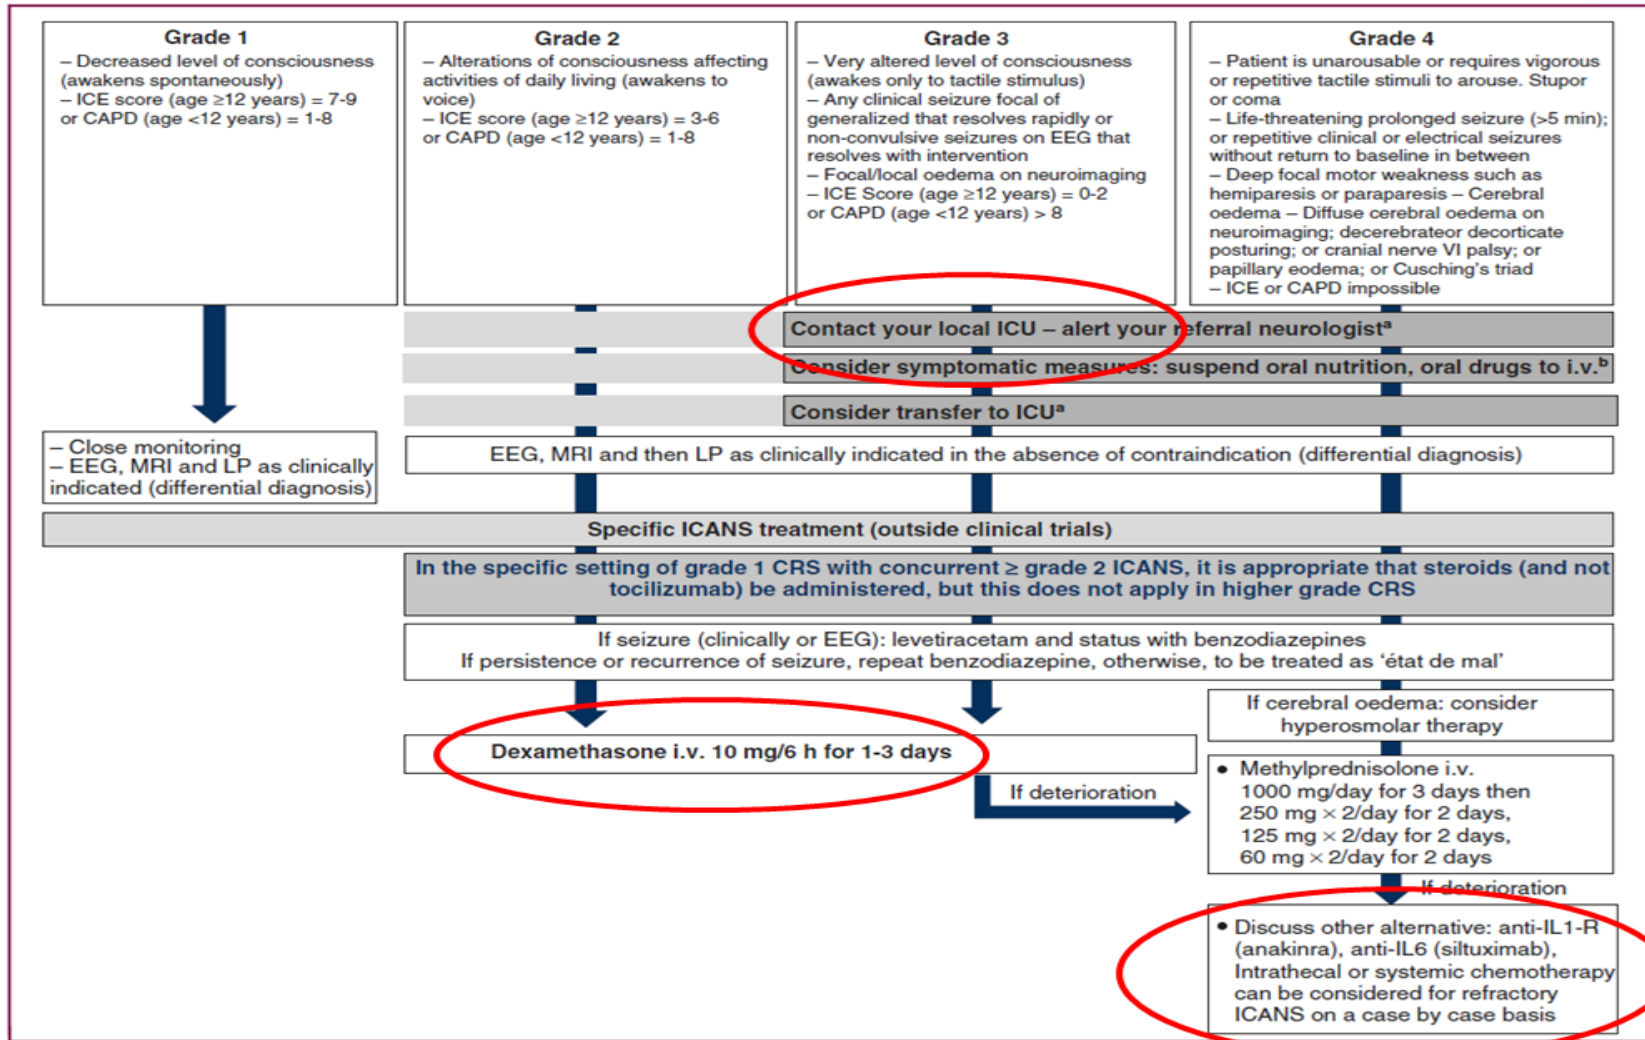 Grade 1
– Decreased level of consciousness
(awakens spontaneously)
– ICE score (age ≥12 years) = 7-9
or CAPD (age <12 years) = 1-8
Grade 2
– Alterations of consciousness affecting
activities of daily living (awakens to
voice)
– ICE score (age ≥12 years) = 3-6
or CAPD (age <12 years) = 1-8
Grade 3
– Very altered level of consciousness
(awakes only to tactile stimulus)
– Any clinical seizure focal of
generalized that resolves rapidly or
non-convulsive seizures on EEG that
resolves with intervention
– Focal/local oedema on neuroimaging
– ICE Score (age ≥12 years) = 0-2
or CAPD (age <12 years) > 8
Grade 4
– Patient is unarousable or requires vigorous
or repetitive tactile stimuli to arouse. Stupor
or coma
– Life-threatening prolonged seizure (>5 min);
or repetitive clinical or electrical seizures
without return to baseline in between
– Deep focal motor weakness such as
hemiparesis or paraparesis – Cerebral
oedema – Diffuse cerebral oedema on
neuroimaging; decerebrateor decorticate
posturing; or cranial nerve VI palsy; or
papillary eodema; or Cusching's triad
– ICE or CAPD impossible
Contact your local ICU – alert your referral neurologistᵃ
Consider symptomatic measures: suspend oral nutrition, oral drugs to i.v.ᵇ
Consider transfer to ICUᵃ
– Close monitoring
– EEG, MRI and LP as clinically
indicated (differential diagnosis)
EEG, MRI and then LP as clinically indicated in the absence of contraindication (differential diagnosis)
Specific ICANS treatment (outside clinical trials)
In the specific setting of grade 1 CRS with concurrent ≥ grade 2 ICANS, it is appropriate that steroids (and not
tocilizumab) be administered, but this does not apply in higher grade CRS
If seizure (clinically or EEG): levetiracetam and status with benzodiazepines
If persistence or recurrence of seizure, repeat benzodiazepine, otherwise, to be treated as 'état de mal'
If cerebral oedema: consider
hyperosmolar therapy
Dexamethasone i.v. 10 mg/6 h for 1-3 days
If deterioration
• Methylprednisolone i.v.
1000 mg/day for 3 days then
250 mg × 2/day for 2 days,
125 mg × 2/day for 2 days,
60 mg × 2/day for 2 days
If deterioration
• Discuss other alternative: anti-IL1-R
(anakinra), anti-IL6 (siltuximab),
Intrathecal or systemic chemotherapy
can be considered for refractory
ICANS on a case by case basis